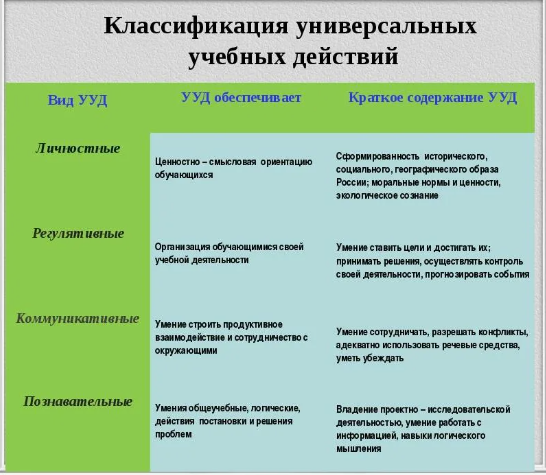 Классификация универсальных
учебных действий
Вид УУД
УУД обеспечивает
Краткое содержание УУД
Личностные
Ценностно – смысловая ориентацию
обучающихся
Сформированность исторического,
социального, географического образа
России; моральные нормы и ценности,
экологическое сознание
Регулятивные
Организация обучающимися своей
учебной деятельности
Умение ставить цели и достигать их;
принимать решения, осуществлять контроль
своей деятельности, прогнозировать события
Коммуникативные
Умение строить продуктивное
взаимодействие и сотрудничество с
окружающими
Умение сотрудничать, разрешать конфликты,
адекватно использовать речевые средства,
уметь убеждать
Познавательные
Умения общеучебные, логические,
действия постановки и решения
проблем
Владение проектно – исследовательской
деятельностью, умение работать с
информацией, навыки логического
мышления